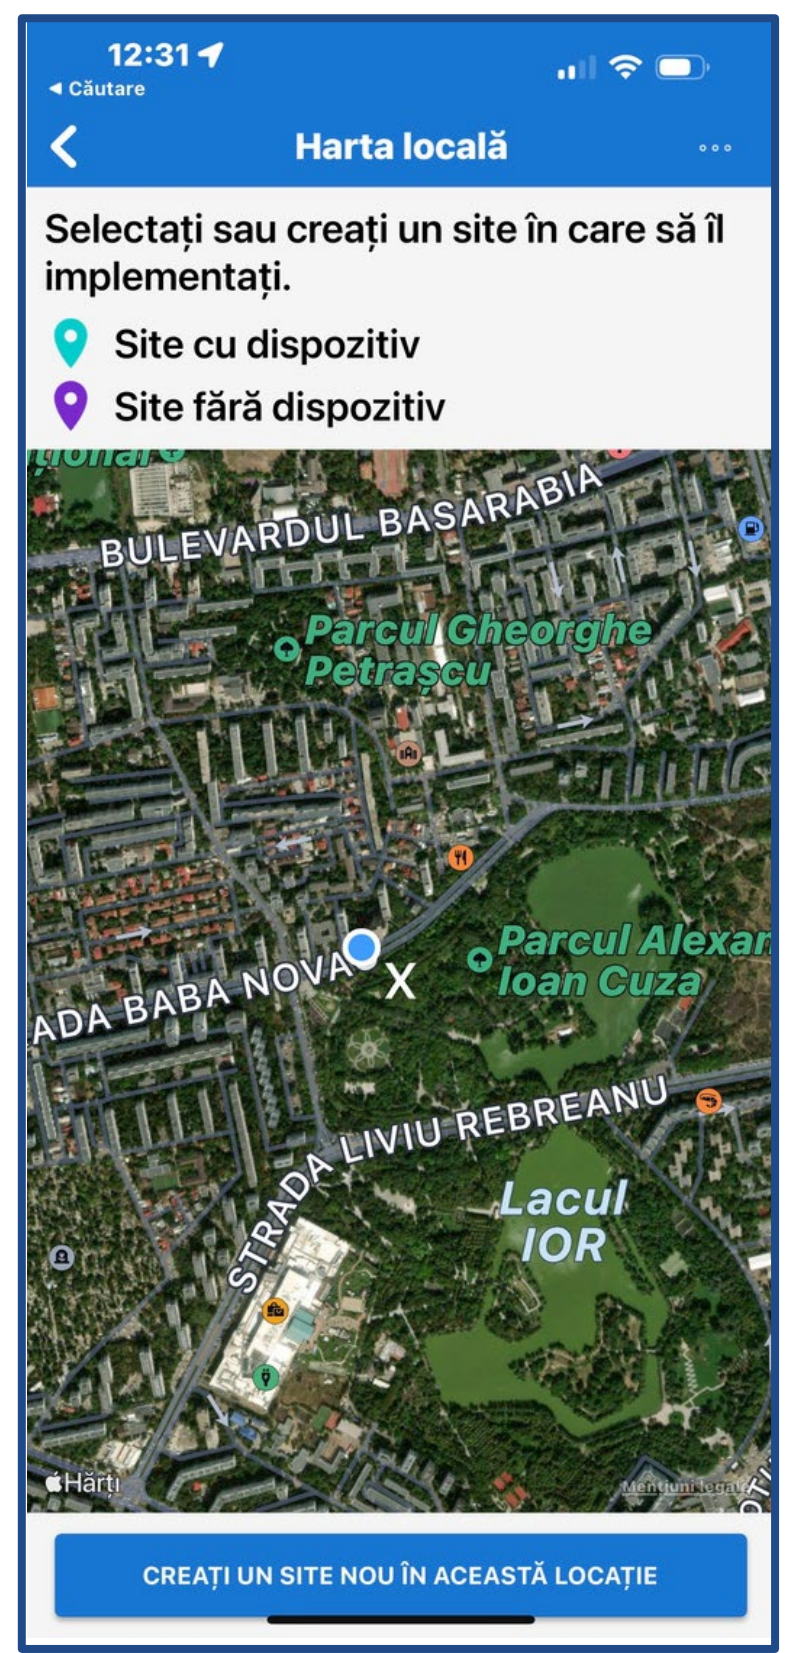 12:31
Căutare
Harta locală
Selectați sau creați un site în care să îl
implementați.
Site cu dispozitiv
Site fără dispozitiv
BULEVARDUL BASARABIA
Parcul Gheorghe
Petrașcu
Parcul Alexan
Ioan Cuza
ADA BABA NOVA
X
STRADA LIVIU REBREANU
Lacul
IOR
Hărți
Mențiuni legale
CREAȚI UN SITE NOU ÎN ACEASTĂ LOCAȚIE